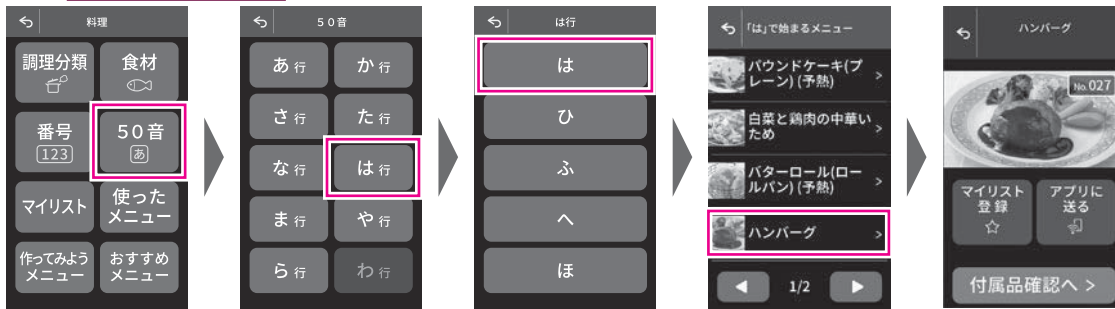 料理
調理分類
食材
番号
123
50音
あ
マイリスト
使った
メニュー
作ってみよう
メニュー
おすすめ
メニュー
50音
あ行
か行
さ行
た行
な行
は行
ま行
や行
ら行
わ行
は行
は
ひ
ふ
へ
ほ
「は」で始まるメニュー
パウンドケーキ(プ
レーン) (予熱)
白菜と鶏肉の中華い
ため
バターロール(ロー
ルパン) (予熱)
ハンバーグ
1/2
ハンバーグ
No.027
マイリスト
登録
アプリに
送る
付属品確認へ >